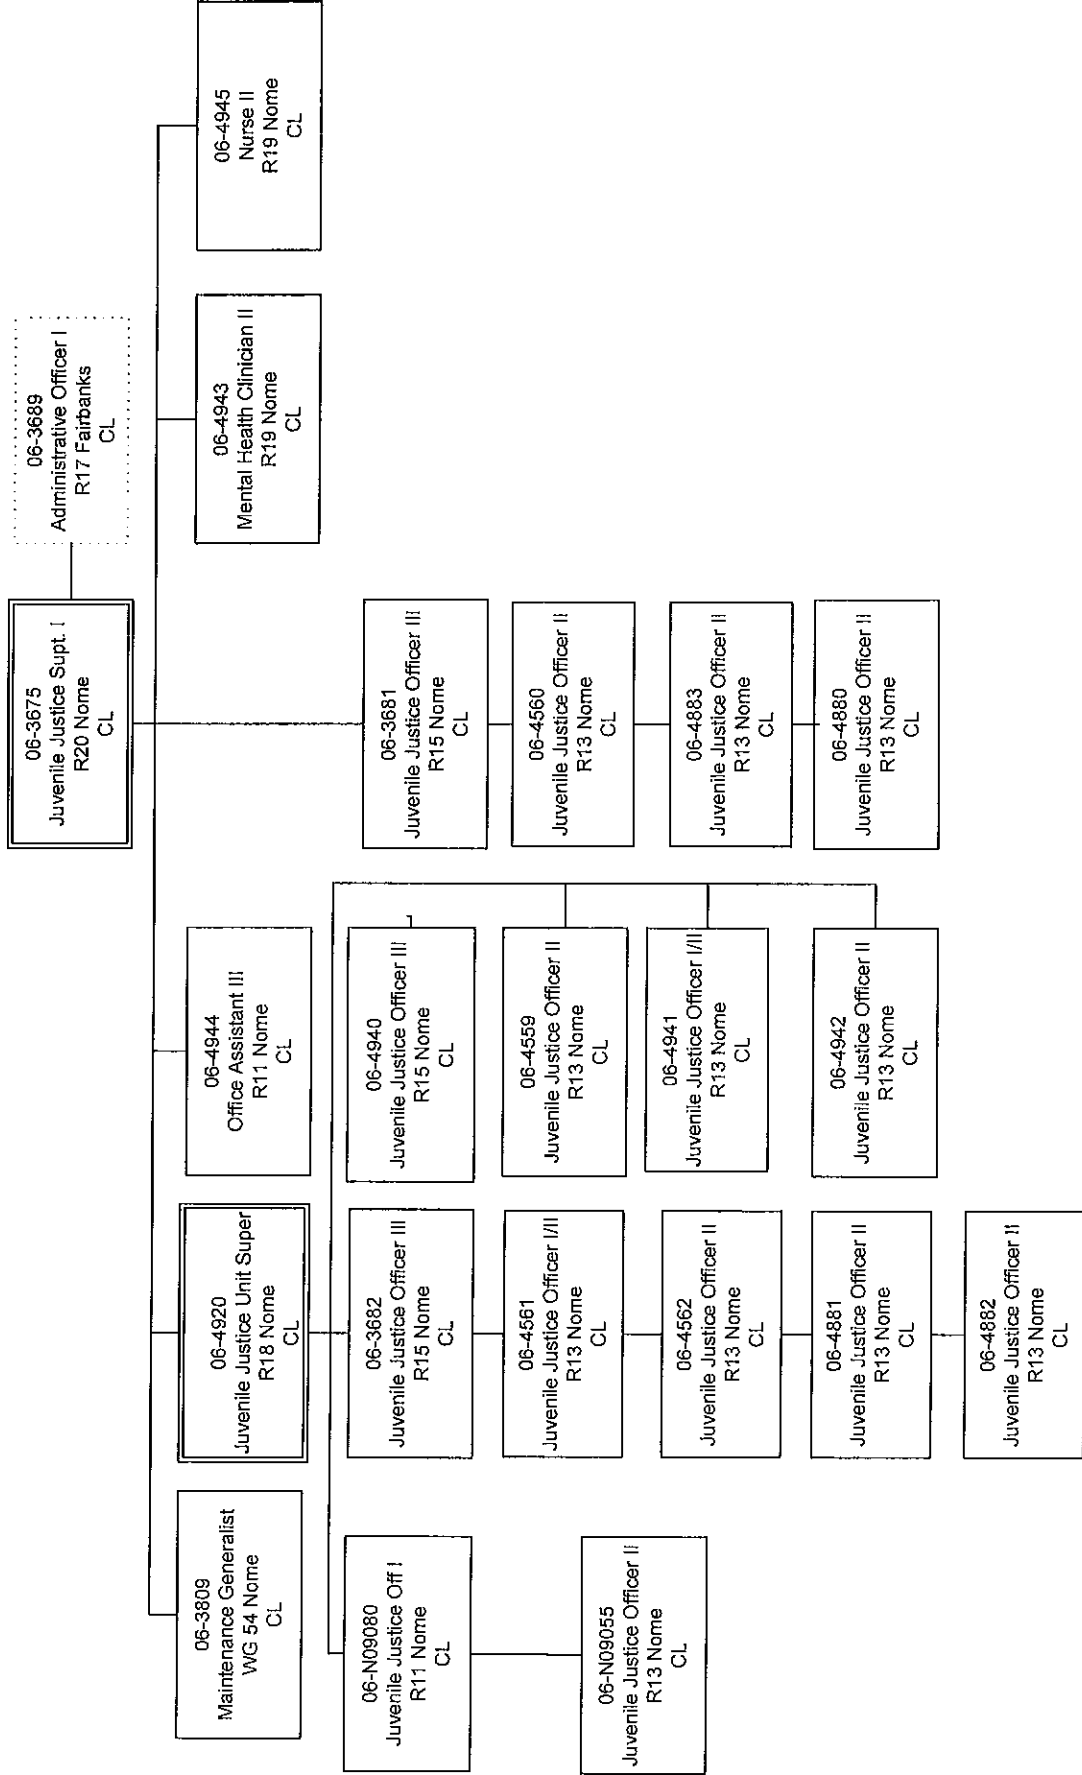 06-3675
Juvenile Justice Supt. I
R20 Nome
CL
06-3689
Administrative Officer I
R17 Fairbanks
CL
06-3809
Maintenance Generalist
WG 54 Nome
CL
06-4920
Juvenile Justice Unit Super
R18 Nome
CL
06-4944
Office Assistant III
R11 Nome
CL
06-4943
Mental Health Clinician II
R19 Nome
CL
06-4945
Nurse II
R19 Nome
CL
06-N09080
Juvenile Justice Off I
R11 Nome
CL
06-N09055
Juvenile Justice Officer II
R13 Nome
CL
06-3682
Juvenile Justice Officer III
R15 Nome
CL
06-4561
Juvenile Justice Officer I/II
R13 Nome
CL
06-4562
Juvenile Justice Officer II
R13 Nome
CL
06-4881
Juvenile Justice Officer II
R13 Nome
CL
06-4882
Juvenile Justice Officer II
R13 Nome
CL
06-4940
Juvenile Justice Officer III
R15 Nome
CL
06-4559
Juvenile Justice Officer II
R13 Nome
CL
06-4941
Juvenile Justice Officer I/II
R13 Nome
CL
06-4942
Juvenile Justice Officer II
R13 Nome
CL
06-3681
Juvenile Justice Officer III
R15 Nome
CL
06-4560
Juvenile Justice Officer II
R13 Nome
CL
06-4883
Juvenile Justice Officer II
R13 Nome
CL
06-4880
Juvenile Justice Officer II
R13 Nome
CL